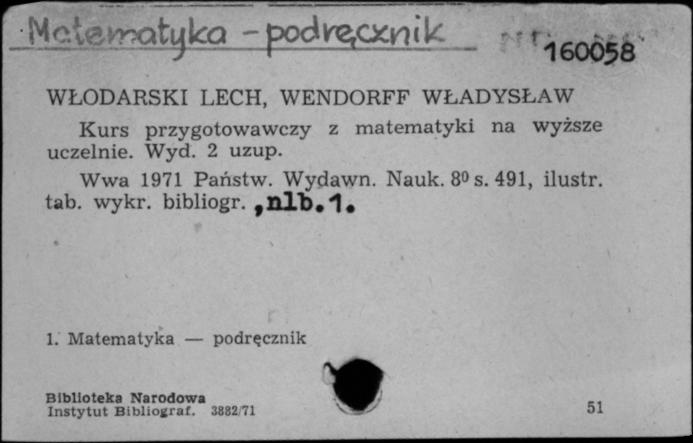 Matematyka - podręcznik
160058
WŁODARSKI LECH, WENDORFF WŁADYSŁAW
Kurs przygotowawczy z matematyki na wyższe
uczelnie. Wyd. 2 uzup.
Wwa 1971 Państw. Wydawn. Nauk. 8⁰ s. 491, ilustr.
tab. wykr. bibliogr. ,nlb.1.
1. Matematyka — podręcznik
Biblioteka Narodowa
Instytut Bibliograf. 3882/71
51